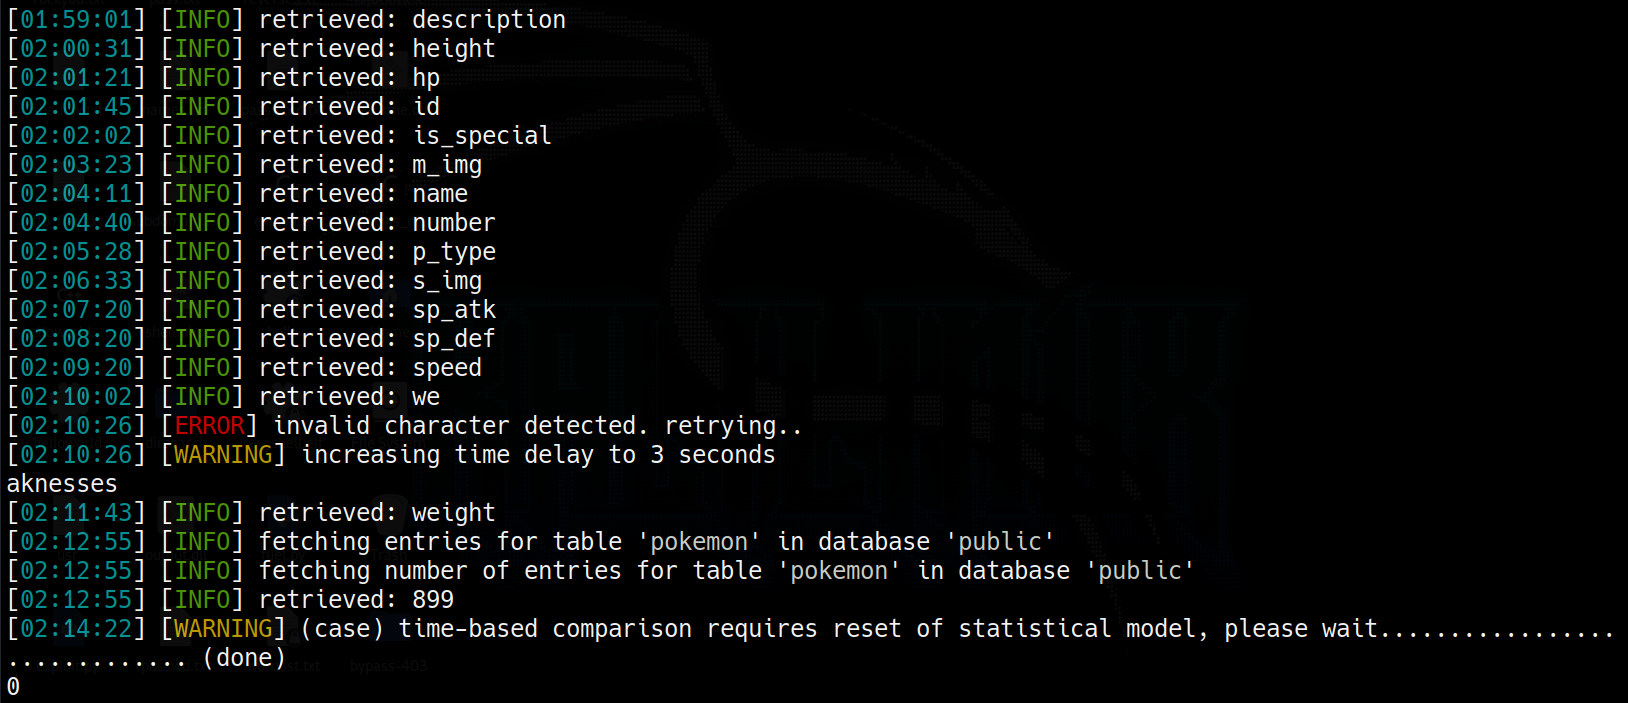 [01:59:01] [INFO] retrieved: description
[02:00:31] [INFO] retrieved: height
[02:01:21] [INFO] retrieved: hp
[02:01:45] [INFO] retrieved: id
[02:02:02] [INFO] retrieved: is_special
[02:03:23] [INFO] retrieved: m_img
[02:04:11] [INFO] retrieved: name
[02:04:40] [INFO] retrieved: number
[02:05:28] [INFO] retrieved: p_type
[02:06:33] [INFO] retrieved: s_img
[02:07:20] [INFO] retrieved: sp_atk
[02:08:20] [INFO] retrieved: sp_def
[02:09:20] [INFO] retrieved: speed
[02:10:02] [INFO] retrieved: we
[02:10:26] [ERROR] invalid character detected. retrying..
[02:10:26] [WARNING] increasing time delay to 3 seconds
aknesses
[02:11:43] [INFO] retrieved: weight
[02:12:55] [INFO] fetching entries for table 'pokemon' in database 'public'
[02:12:55] [INFO] fetching number of entries for table 'pokemon' in database 'public'
[02:12:55] [INFO] retrieved: 899
[02:14:22] [WARNING] (case) time-based comparison requires reset of statistical model, please wait.................
............. (done)
bypass-403
0